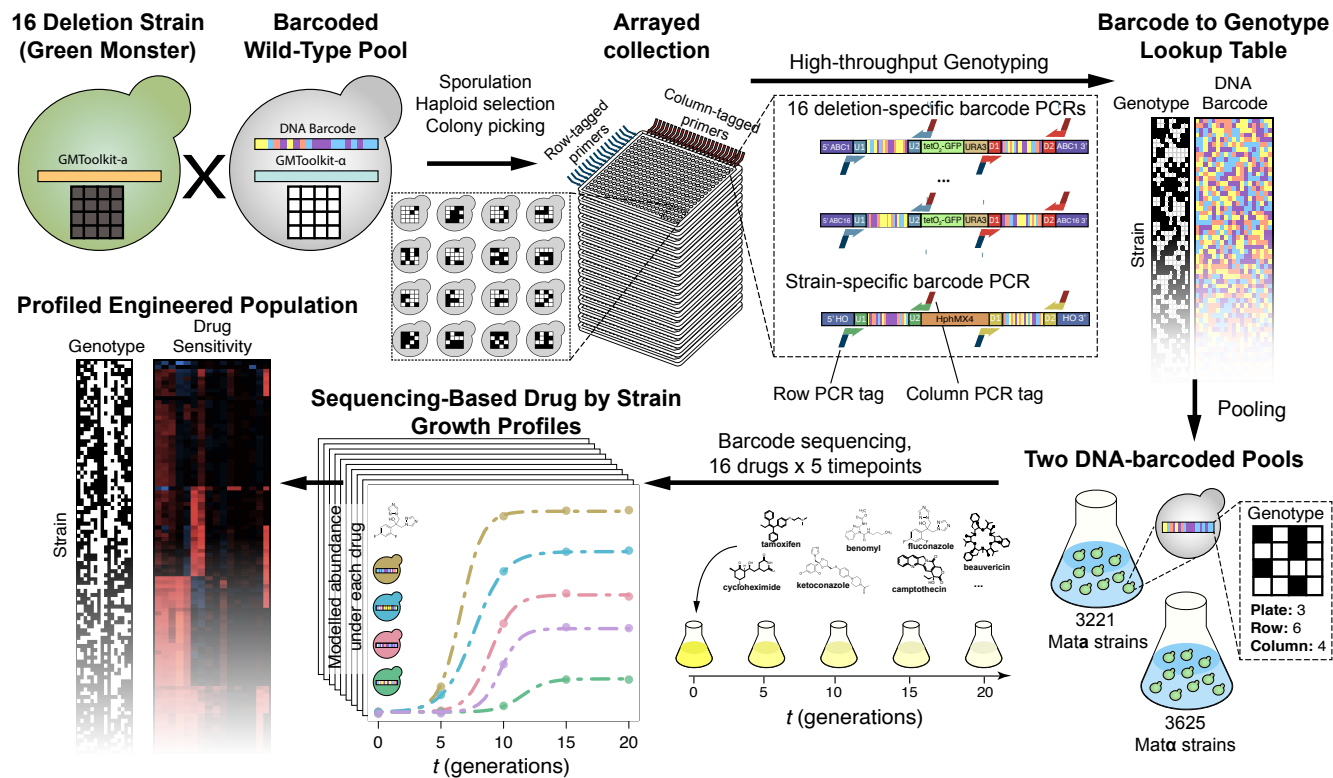 16 Deletion Strain
(Green Monster)
Barcoded
Wild-Type Pool
GMToolkit-a
X
DNA Barcode
GMToolkit-α
Sporulation
Haploid selection
Colony picking
Arrayed
collection
Row-tagged
primers
Column-tagged
primers
High-throughput Genotyping
16 deletion-specific barcode PCRs
5' ABC1 U1 U2 tetO2-GFP URA3 D1 D2 ABC1 3'
...
5' ABC16 U1 U2 tetO2-GFP URA3 D1 D2 ABC16 3'
Strain-specific barcode PCR
5' HO U1 U2 HphMX4 D1 D2 HO 3'
Row PCR tag
Column PCR tag
Barcode to Genotype
Lookup Table
Genotype
DNA
Barcode
Strain
Pooling
Two DNA-barcoded Pools
Genotype
Plate: 3
Row: 6
Column: 4
3221
Mata strains
3625
Matα strains
Barcode sequencing,
16 drugs x 5 timepoints
tamoxifen
benomyl
fluconazole
beauvericin
cycloheximide
ketoconazole
camptothecin
...
0 5 10 15 20
t (generations)
Sequencing-Based Drug by Strain
Growth Profiles
Modelled abundance
under each drug
0 5 10 15 20
t (generations)
Profiled Engineered Population
Genotype
Drug
Sensitivity
Strain